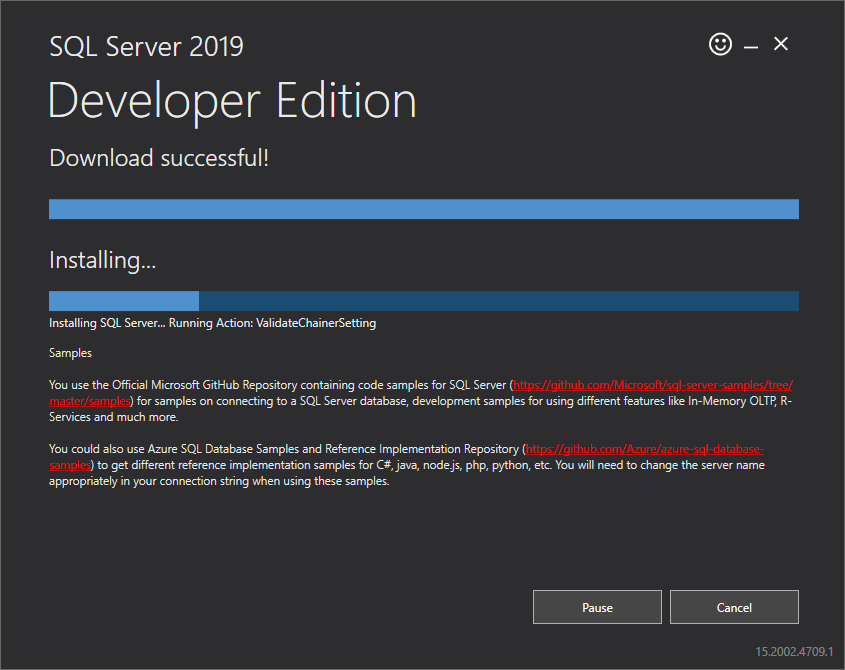 SQL Server 2019
Developer Edition
Download successful!
Installing...
Installing SQL Server... Running Action: ValidateChainerSetting
Samples
You use the Official Microsoft GitHub Repository containing code samples for SQL Server (https://github.com/Microsoft/sql-server-samples/tree/
master/samples) for samples on connecting to a SQL Server database, development samples for using different features like In-Memory OLTP, R-
Services and much more.
You could also use Azure SQL Database Samples and Reference Implementation Repository (https://github.com/Azure/azure-sql-database-
samples) to get different reference implementation samples for C#, java, node.js, php, python, etc. You will need to change the server name
appropriately in your connection string when using these samples.
Pause
Cancel
15.2002.4709.1